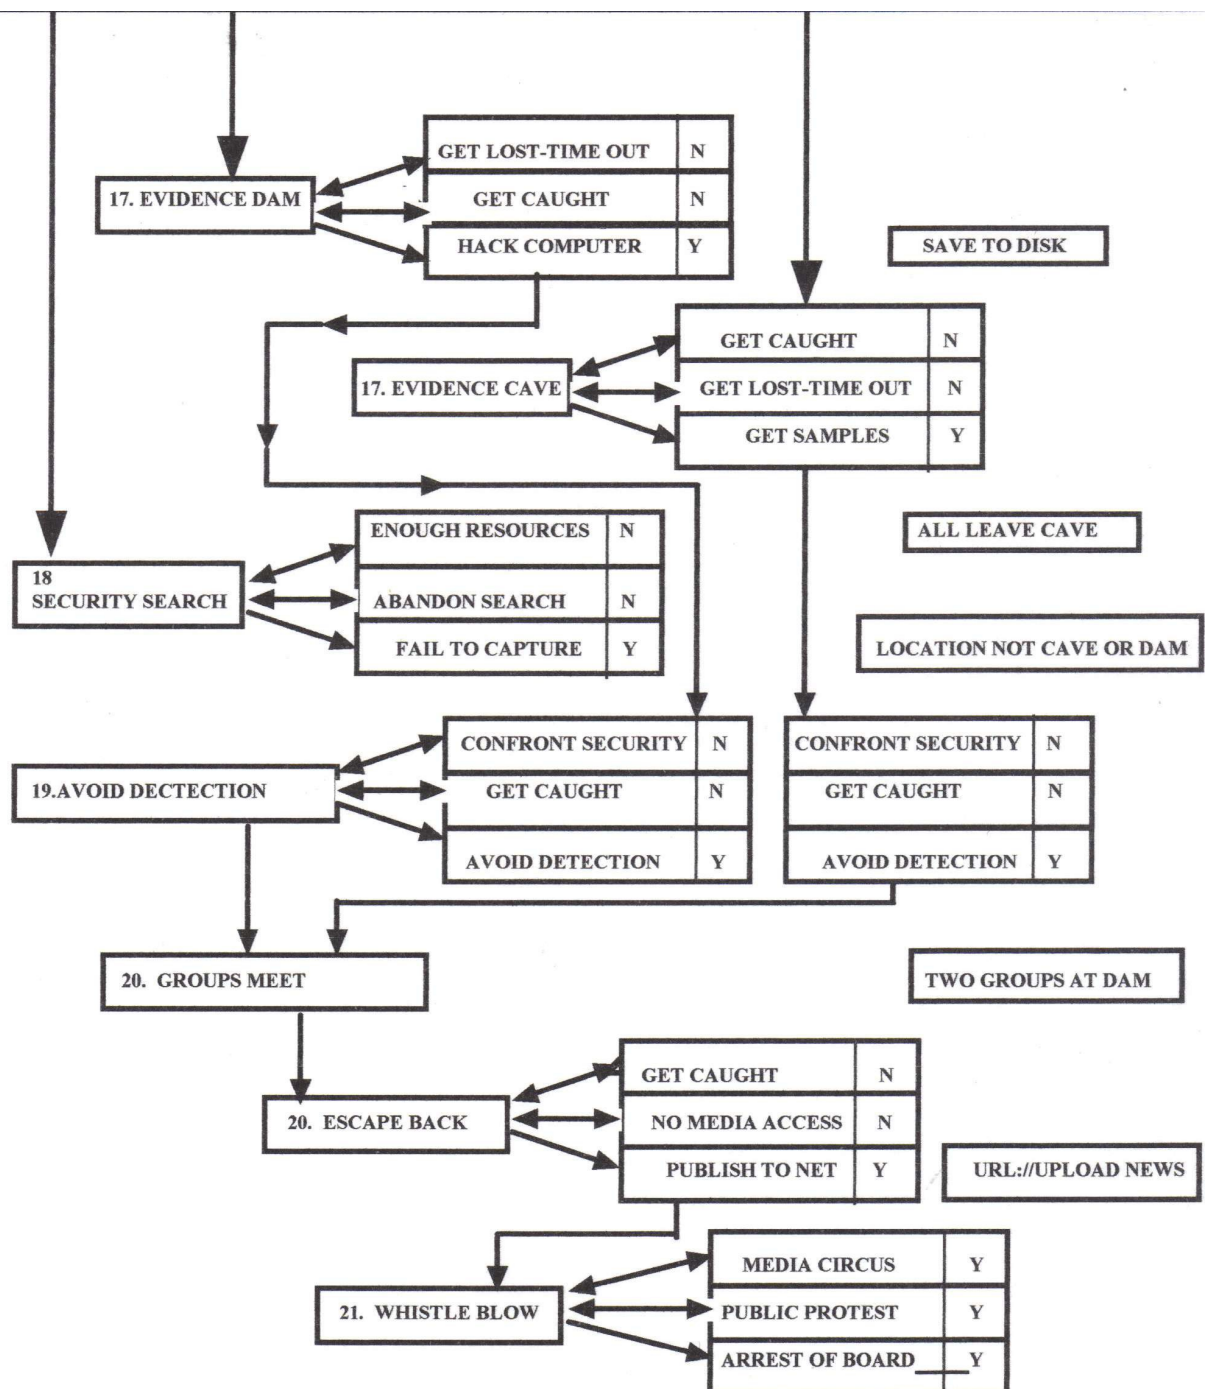 GET LOST-TIME OUT N
17. EVIDENCE DAM
GET CAUGHT N
HACK COMPUTER Y
SAVE TO DISK
GET CAUGHT N
17. EVIDENCE CAVE
GET LOST-TIME OUT N
GET SAMPLES Y
ENOUGH RESOURCES N
ALL LEAVE CAVE
18
SECURITY SEARCH
ABANDON SEARCH N
FAIL TO CAPTURE Y
LOCATION NOT CAVE OR DAM
CONFRONT SECURITY N
CONFRONT SECURITY N
19.AVOID DECTECTION
GET CAUGHT N
GET CAUGHT N
AVOID DETECTION Y
AVOID DETECTION Y
20. GROUPS MEET
TWO GROUPS AT DAM
GET CAUGHT N
20. ESCAPE BACK
NO MEDIA ACCESS N
PUBLISH TO NET Y
URL://UPLOAD NEWS
MEDIA CIRCUS Y
21. WHISTLE BLOW
PUBLIC PROTEST Y
ARREST OF BOARD Y